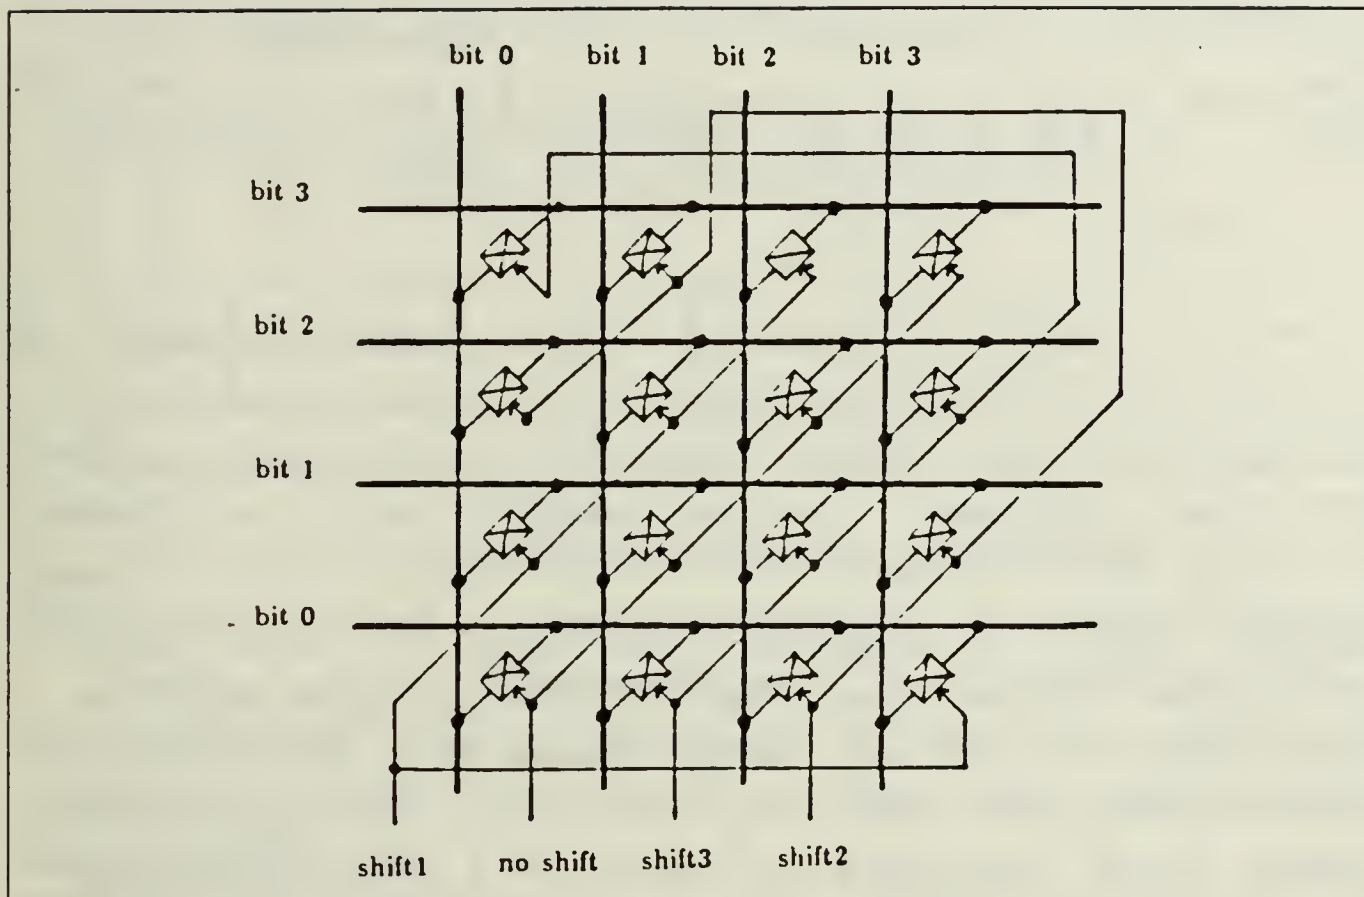 bit 0 bit 1 bit 2 bit 3
bit 3
bit 2
bit 1
bit 0
shift1 no shift shift3 shift2